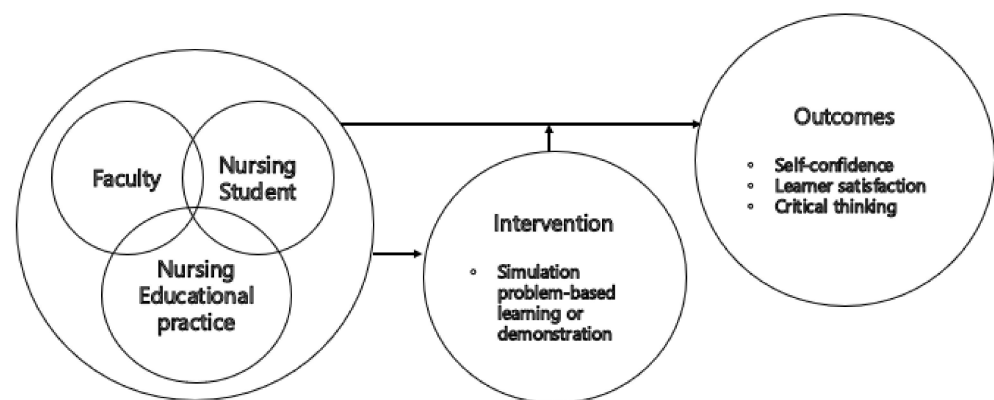 Faculty
Nursing
Student
Nursing
Educational
practice
Intervention
◦ Simulation
problem-based
learning or
demonstration
Outcomes
◦ Self-confidence
◦ Learner satisfaction
◦ Critical thinking